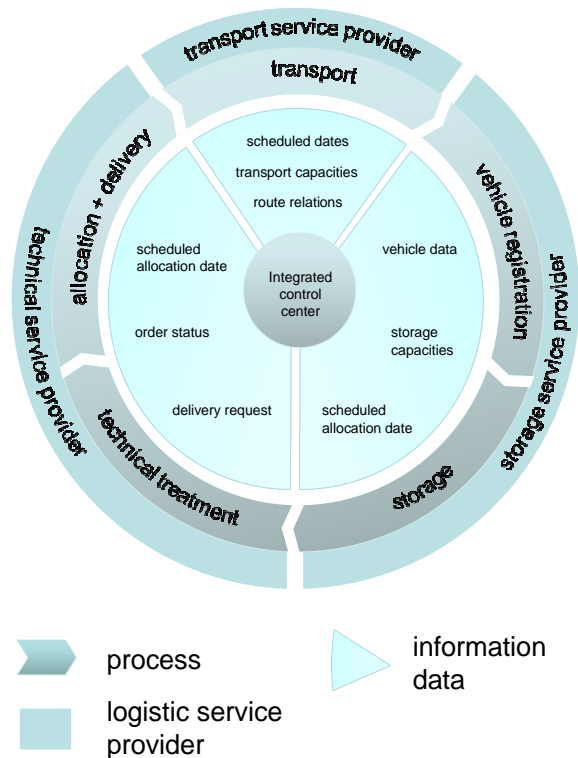 transport service provider
transport
allocation + delivery
technical service provider
vehicle registration
storage service provider
scheduled dates
transport capacities
route relations
scheduled
allocation date
order status
delivery request
Integrated
control
center
vehicle data
storage
capacities
scheduled
allocation date
technical treatment
storage
process
information
data
logistic service
provider